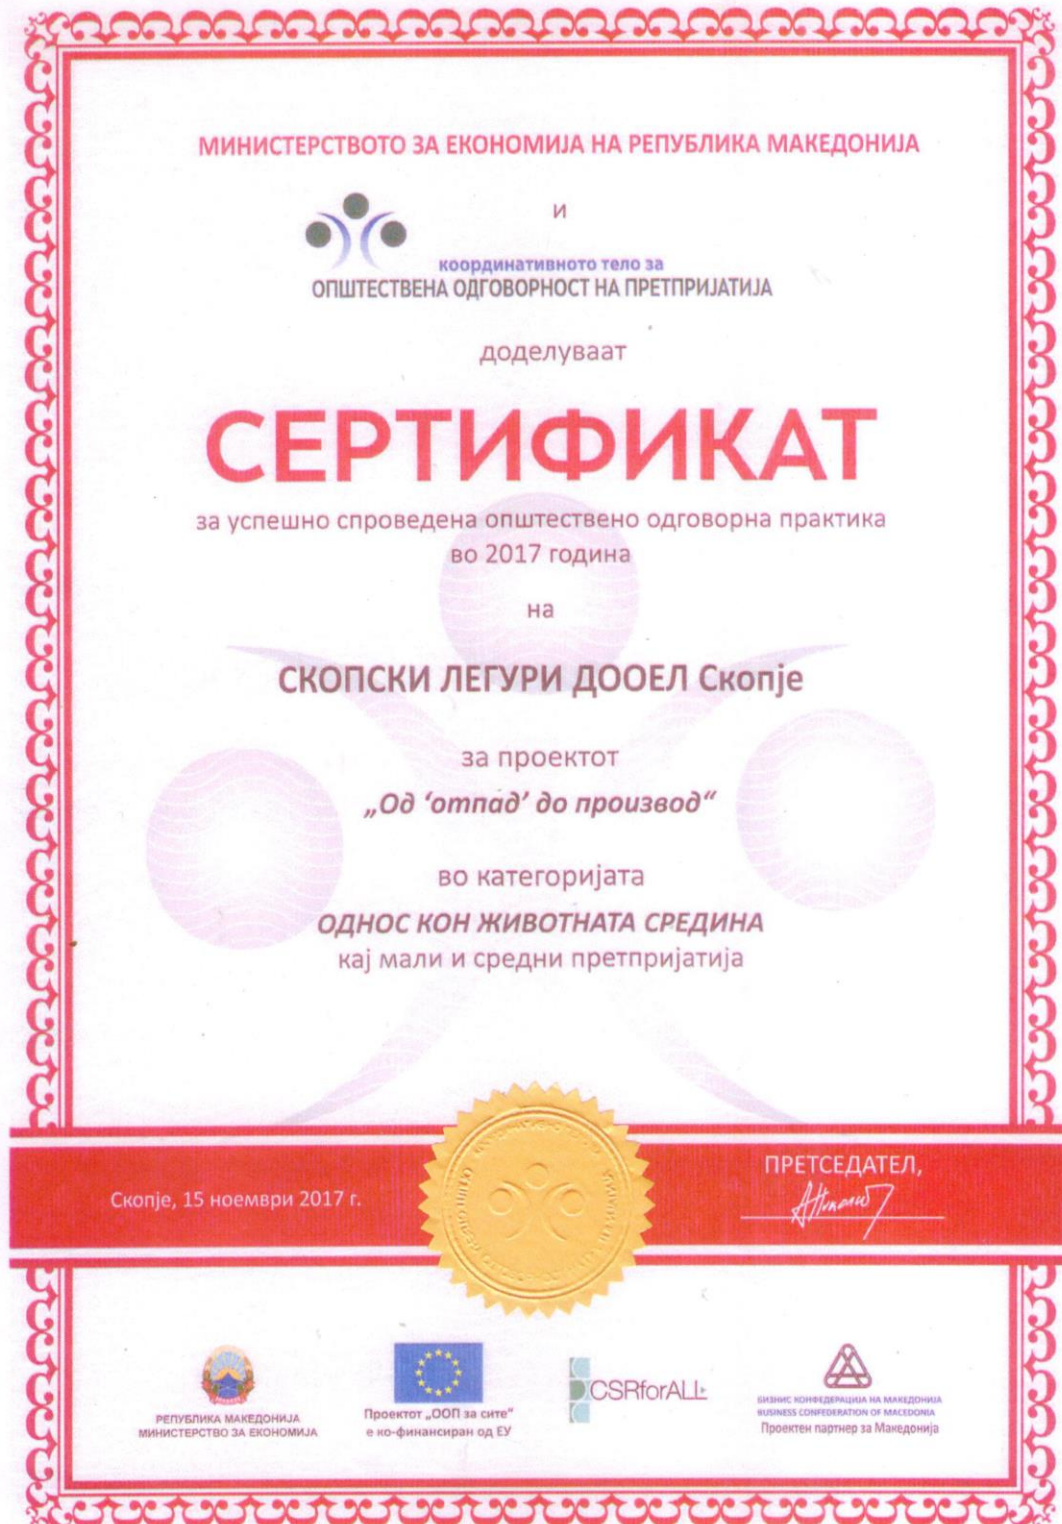 МИНИСТЕРСТВОТО ЗА ЕКОНОМИЈА НА РЕПУБЛИКА МАКЕДОНИЈА
и
координативното тело за
ОПШТЕСТВЕНА ОДГОВОРНОСТ НА ПРЕТПРИЈАТИЈА
доделуваат
СЕРТИФИКАТ
за успешно спроведена општествено одговорна практика
во 2017 година
на
СКОПСКИ ЛЕГУРИ ДООЕЛ Скопје
за проектот
„Од ‘отпад’ до производ“
во категоријата
ОДНОС КОН ЖИВОТНАТА СРЕДИНА
кај мали и средни претпријатија
Скопје, 15 ноември 2017 г.
ПРЕТСЕДАТЕЛ,
РЕПУБЛИКА МАКЕДОНИЈА
МИНИСТЕРСТВО ЗА ЕКОНОМИЈА
Проектот „ООП за сите“
е ко-финансиран од ЕУ
CSRforALL
БИЗНИС КОНФЕДЕРАЦИЈА НА МАКЕДОНИЈА
BUSINESS CONFEDERATION OF MACEDONIA
Проектен партнер за Македонија